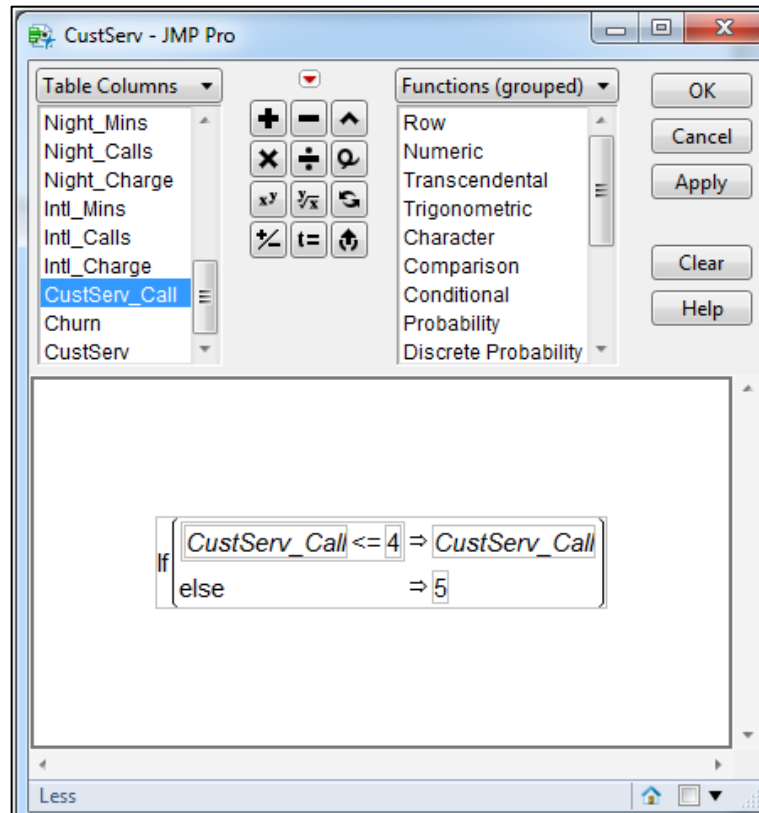 CustServ - JMP Pro
Table Columns
Night_Mins
Night_Calls
Night_Charge
Intl_Mins
Intl_Calls
Intl_Charge
CustServ_Call
Churn
CustServ
t=
Functions (grouped)
Row
Numeric
Transcendental
Trigonometric
Character
Comparison
Conditional
Probability
Discrete Probability
OK
Cancel
Apply
Clear
Help
If
CustServ_Call <= 4 ⇒ CustServ_Call
else ⇒ 5
Less